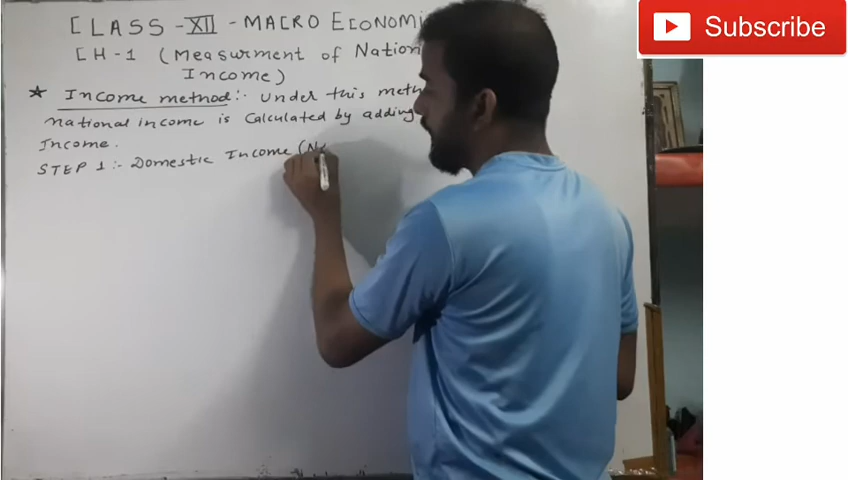 CLASS - XII - MACRO ECONOMI
CH-1 (Measurment of Nation
Income)
* Income method:- Under this meth
national income is calculated by adding
Income.
STEP 1:- Domestic Income (N
Subscribe